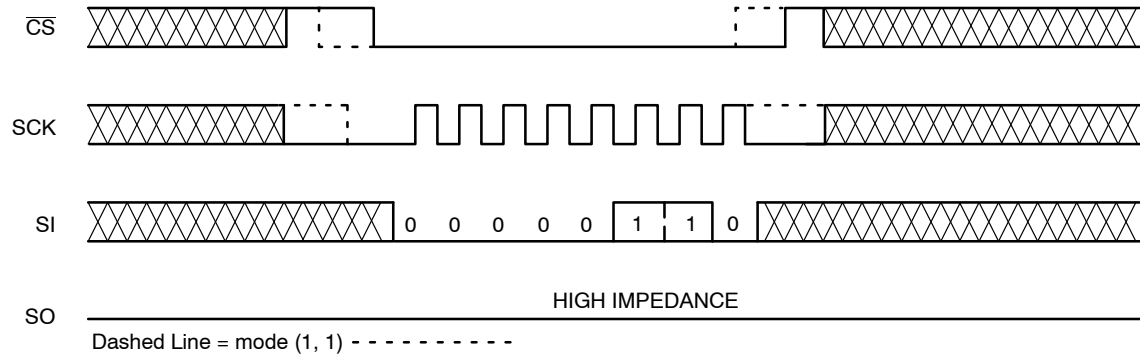 CS
SCK
SI
0 0 0 0 0 1 1 0
SO
HIGH IMPEDANCE
Dashed Line = mode (1, 1)